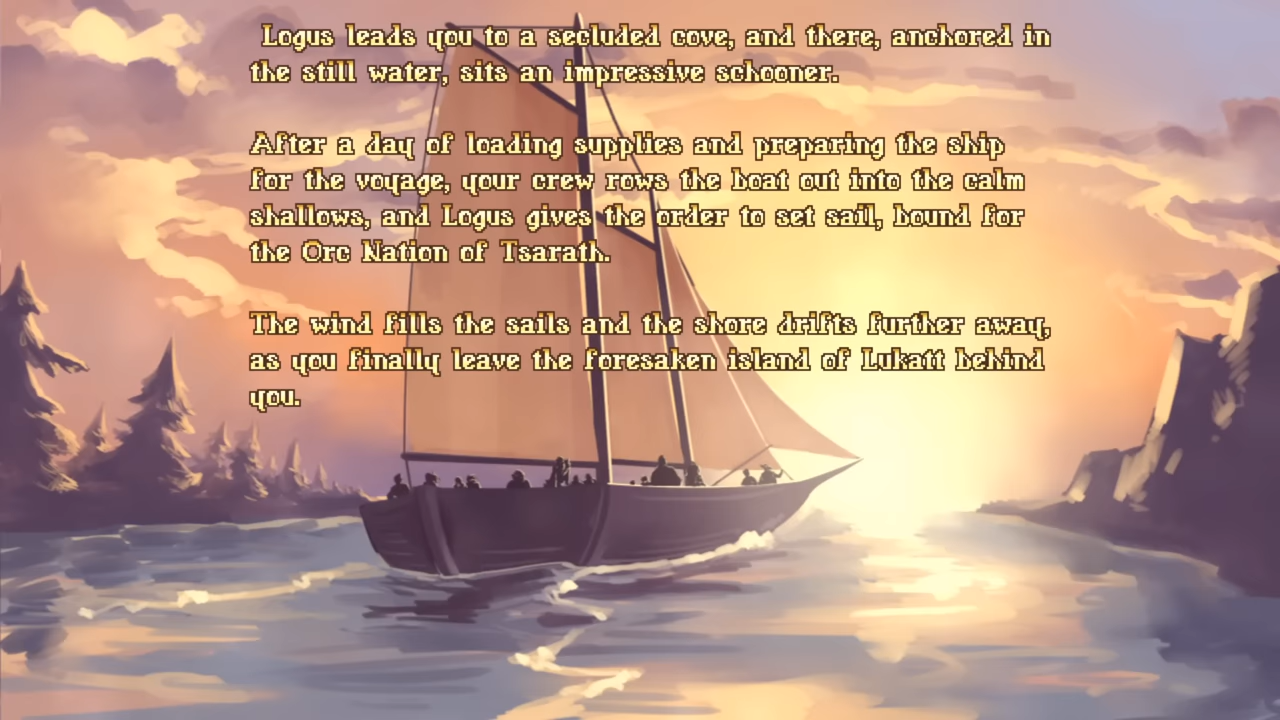 Logus leads you to a secluded cove, and there, anchored in
the still water, sits an impressive schooner.
After a day of loading supplies and preparing the ship
for the voyage, your crew rows the boat out into the calm
shallows, and Logus gives the order to set sail, bound for
the Orc Nation of Tsarath.
The wind fills the sails and the shore drifts further away,
as you finally leave the foresaken island of Lukatt behind
you.